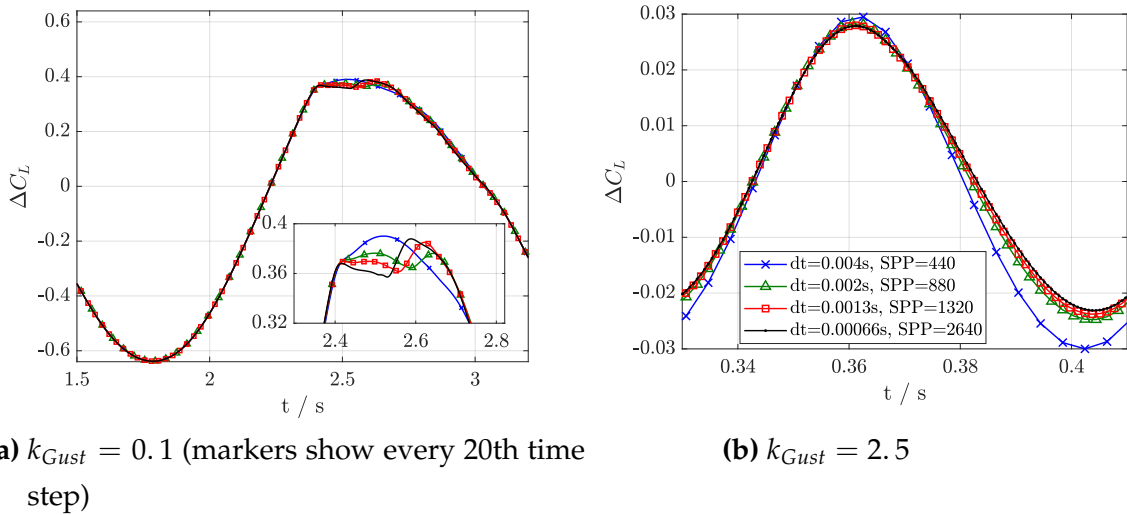 0.6
0.4
0.2
0
-0.2
-0.4
-0.6
ΔC_L
1.5
2
2.5
3
t / s
0.4
0.36
0.32
2.4
2.6
2.8
0.03
0.02
0.01
0
-0.01
-0.02
-0.03
ΔC_L
0.34
0.36
0.38
0.4
t / s
dt=0.004s, SPP=440
dt=0.002s, SPP=880
dt=0.0013s, SPP=1320
dt=0.00066s, SPP=2640
a) k_Gust = 0.1 (markers show every 20th time
step)
(b) k_Gust = 2.5